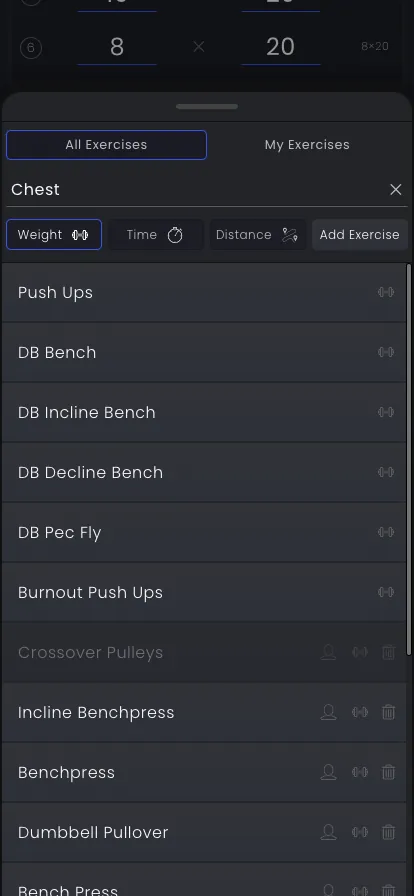 6 8 × 20 8×20
All Exercises My Exercises
Chest
Weight Time Distance Add Exercise
Push Ups
DB Bench
DB Incline Bench
DB Decline Bench
DB Pec Fly
Burnout Push Ups
Crossover Pulleys
Incline Benchpress
Benchpress
Dumbbell Pullover
Bench Press